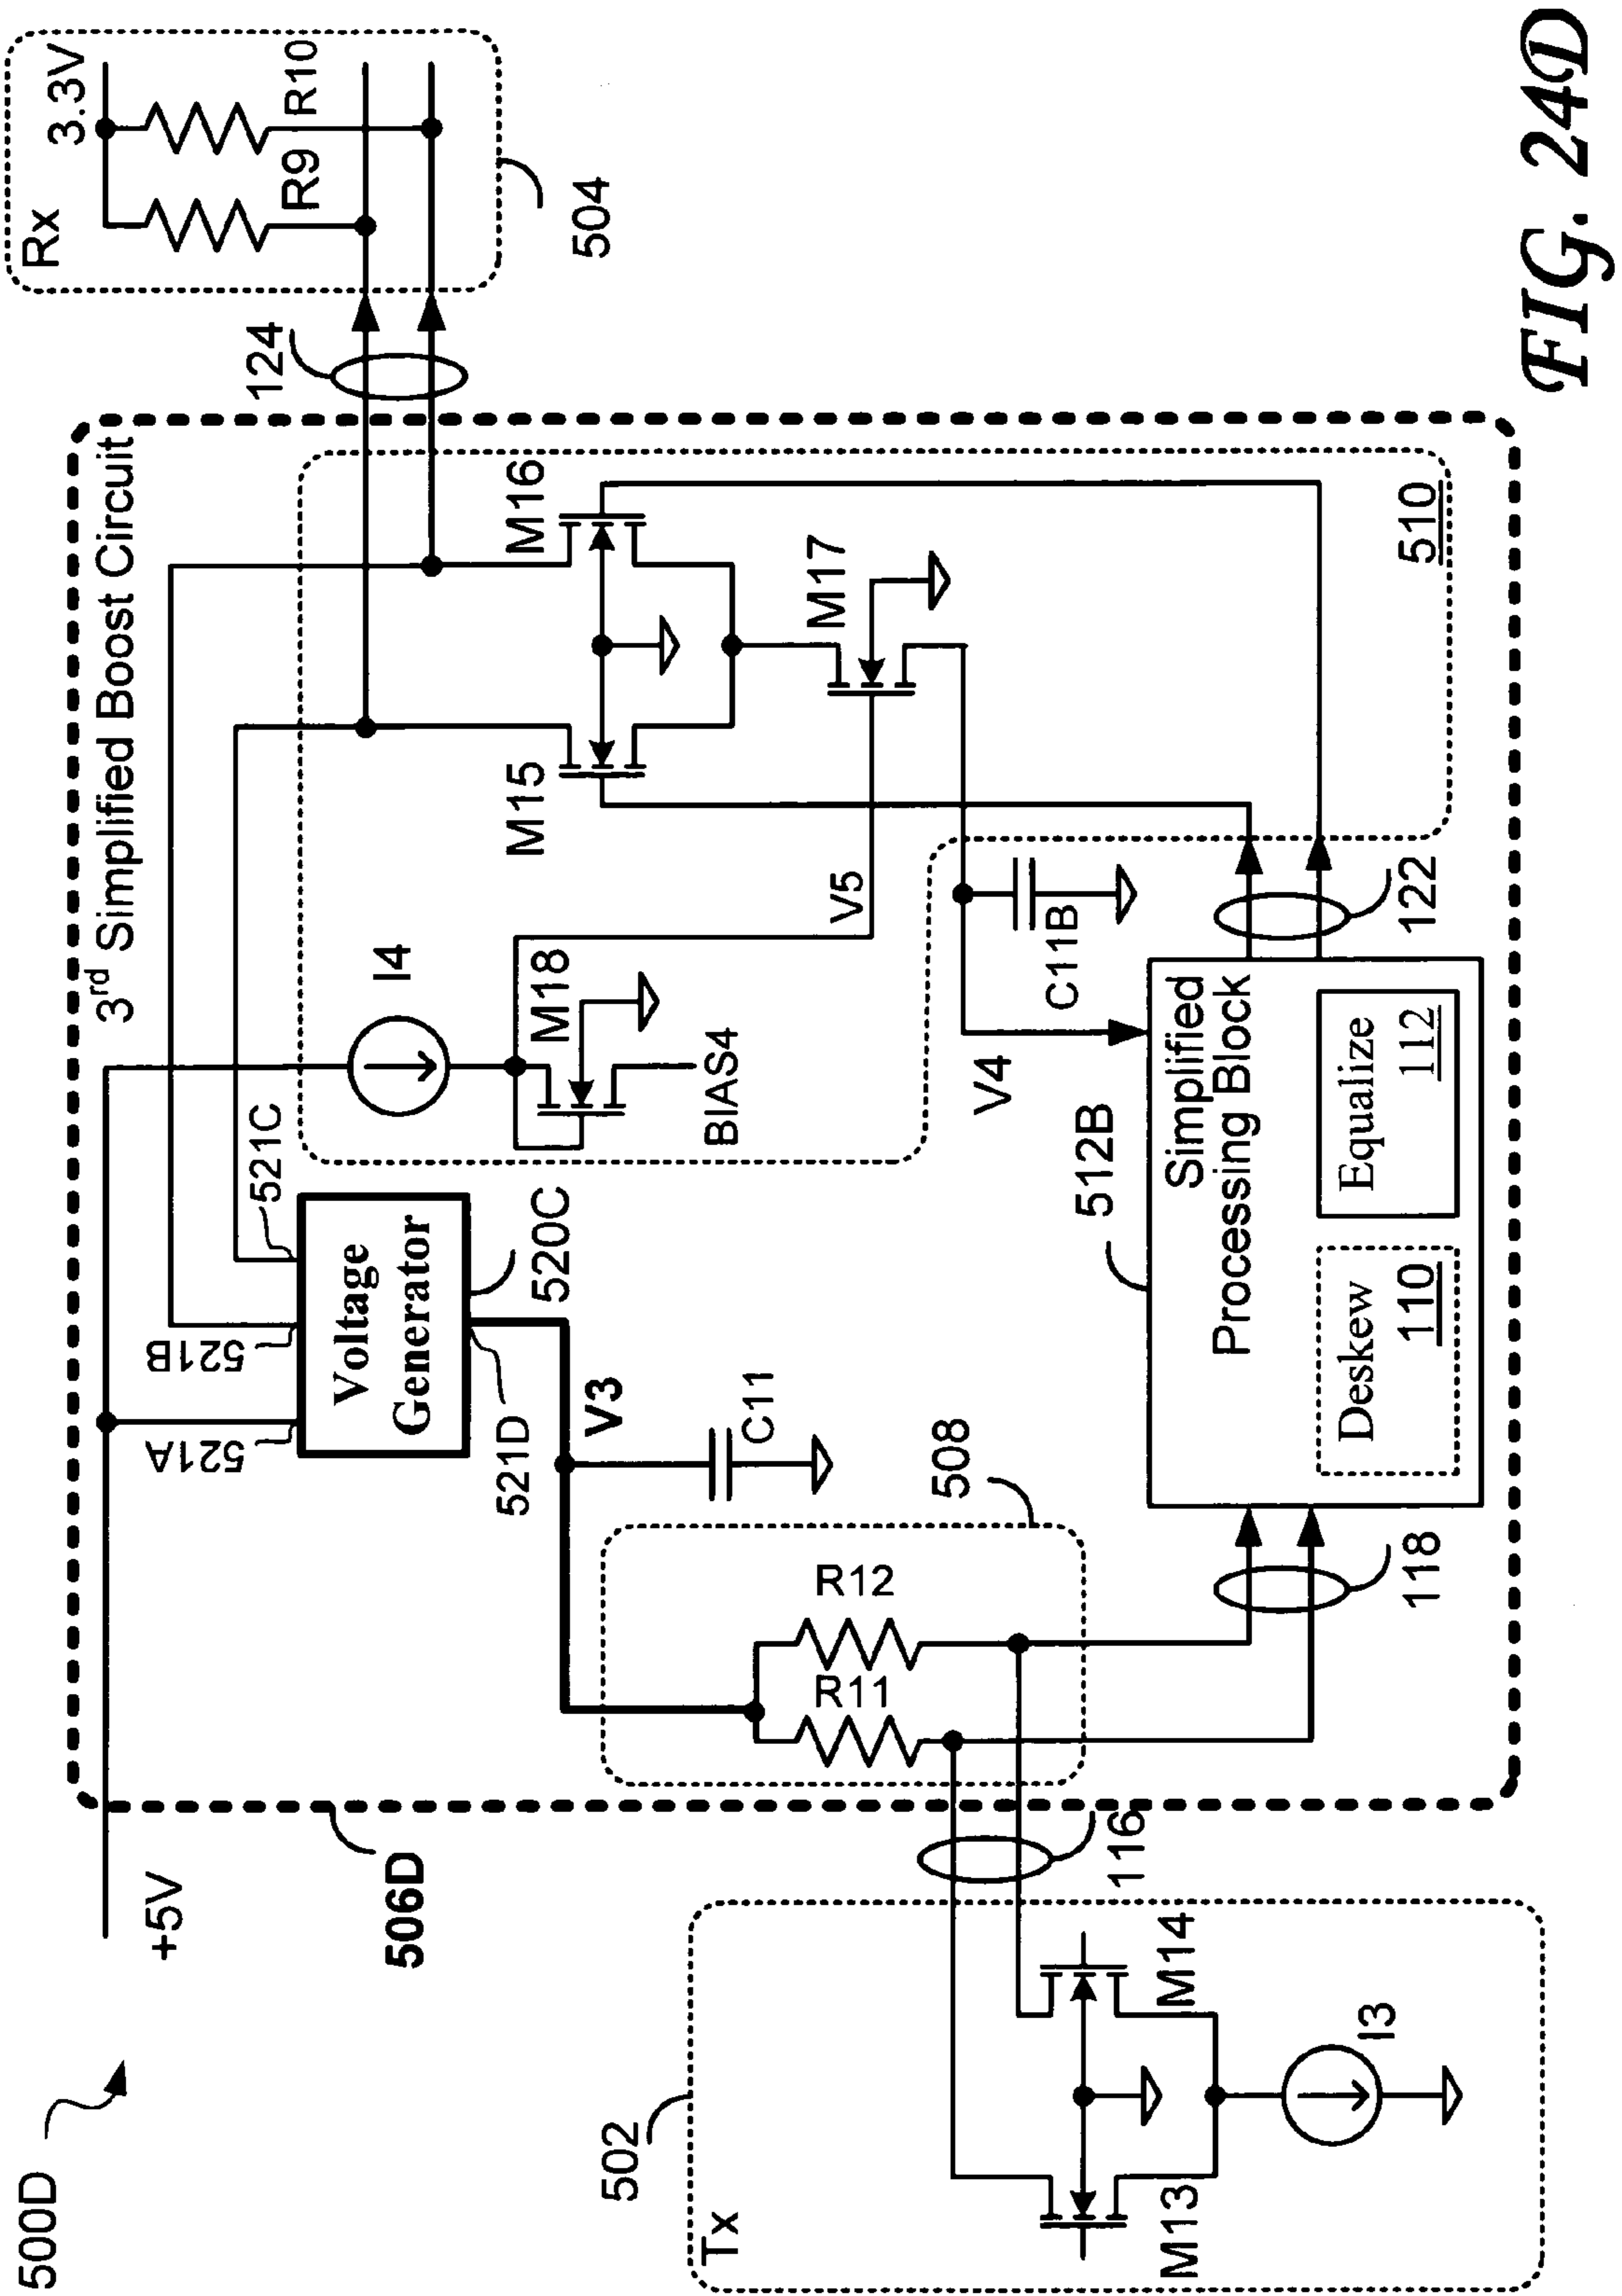 500D
+5V
506D
3rd Simplified Boost Circuit
Rx
3.3V
R9
R10
504
124
521A
521B
521C
Voltage
Generator
520C
521D
V3
C11
I4
M18
BIAS4
V5
M15
M16
M17
510
508
R11
R12
V4
C11B
512B
Simplified
Processing Block
Deskew
110
Equalize
112
118
122
116
502
Tx
M13
M14
I3
FIG. 24D